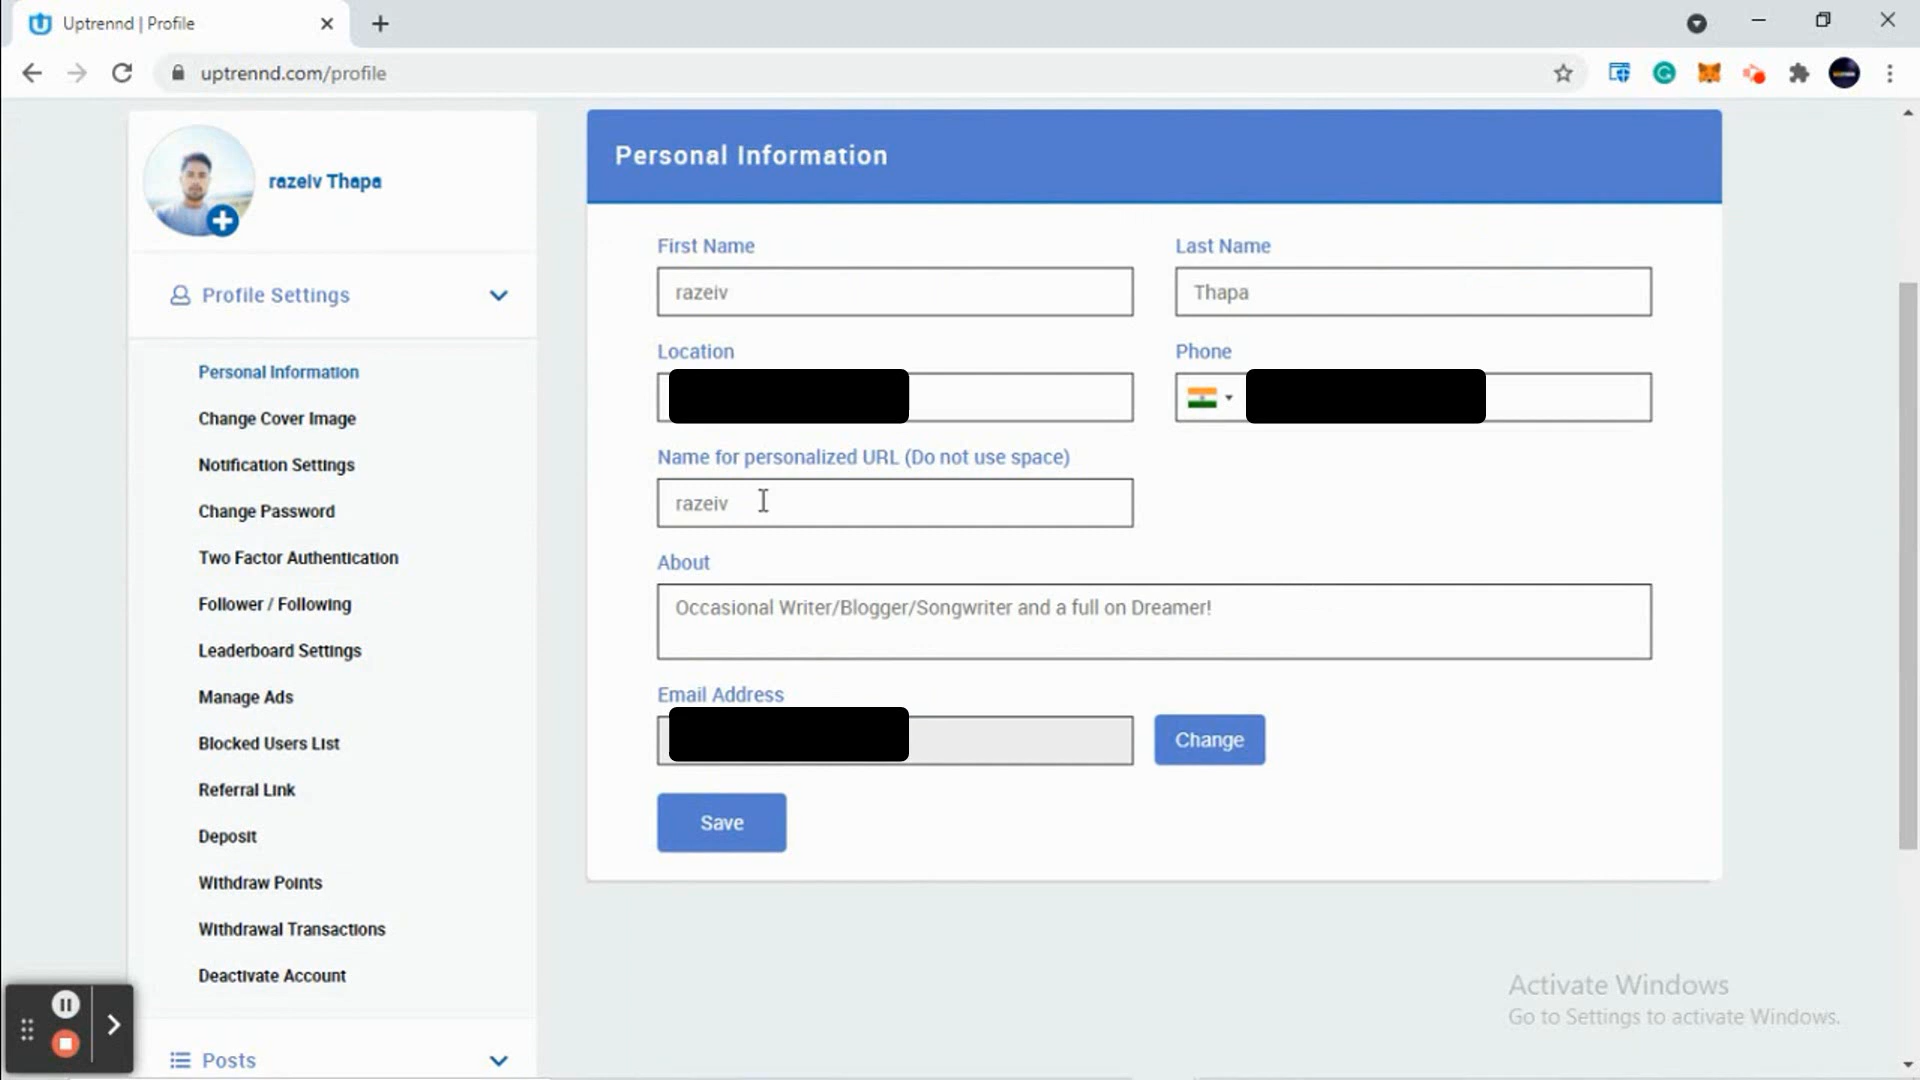 Uptrennd | Profile
uptrennd.com/profile
razeiv Thapa
Profile Settings
Personal Information
Change Cover Image
Notification Settings
Change Password
Two Factor Authentication
Follower / Following
Leaderboard Settings
Manage Ads
Blocked Users List
Referral Link
Deposit
Withdraw Points
Withdrawal Transactions
Deactivate Account
Posts
Personal Information
First Name
razeiv
Last Name
Thapa
Location
Phone
Name for personalized URL (Do not use space)
razeiv
About
Occasional Writer/Blogger/Songwriter and a full on Dreamer!
Email Address
Change
Save
Activate Windows
Go to Settings to activate Windows.